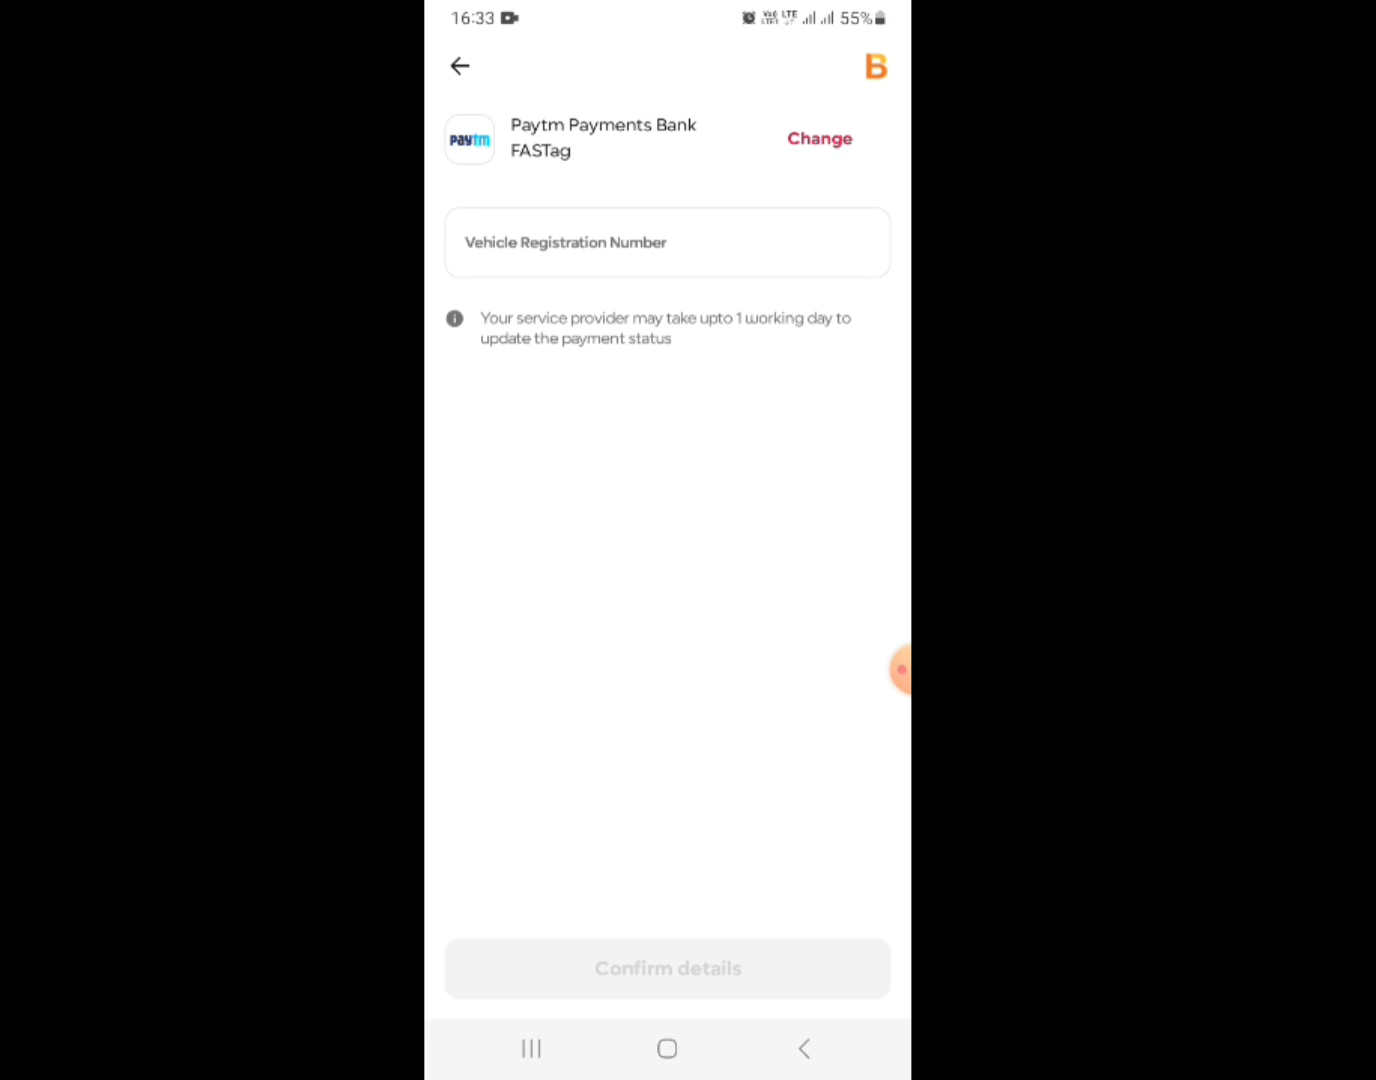 16:33
55%
B
paytm
Paytm Payments Bank
FASTag
Change
Vehicle Registration Number
Your service provider may take upto 1 working day to
update the payment status
Confirm details